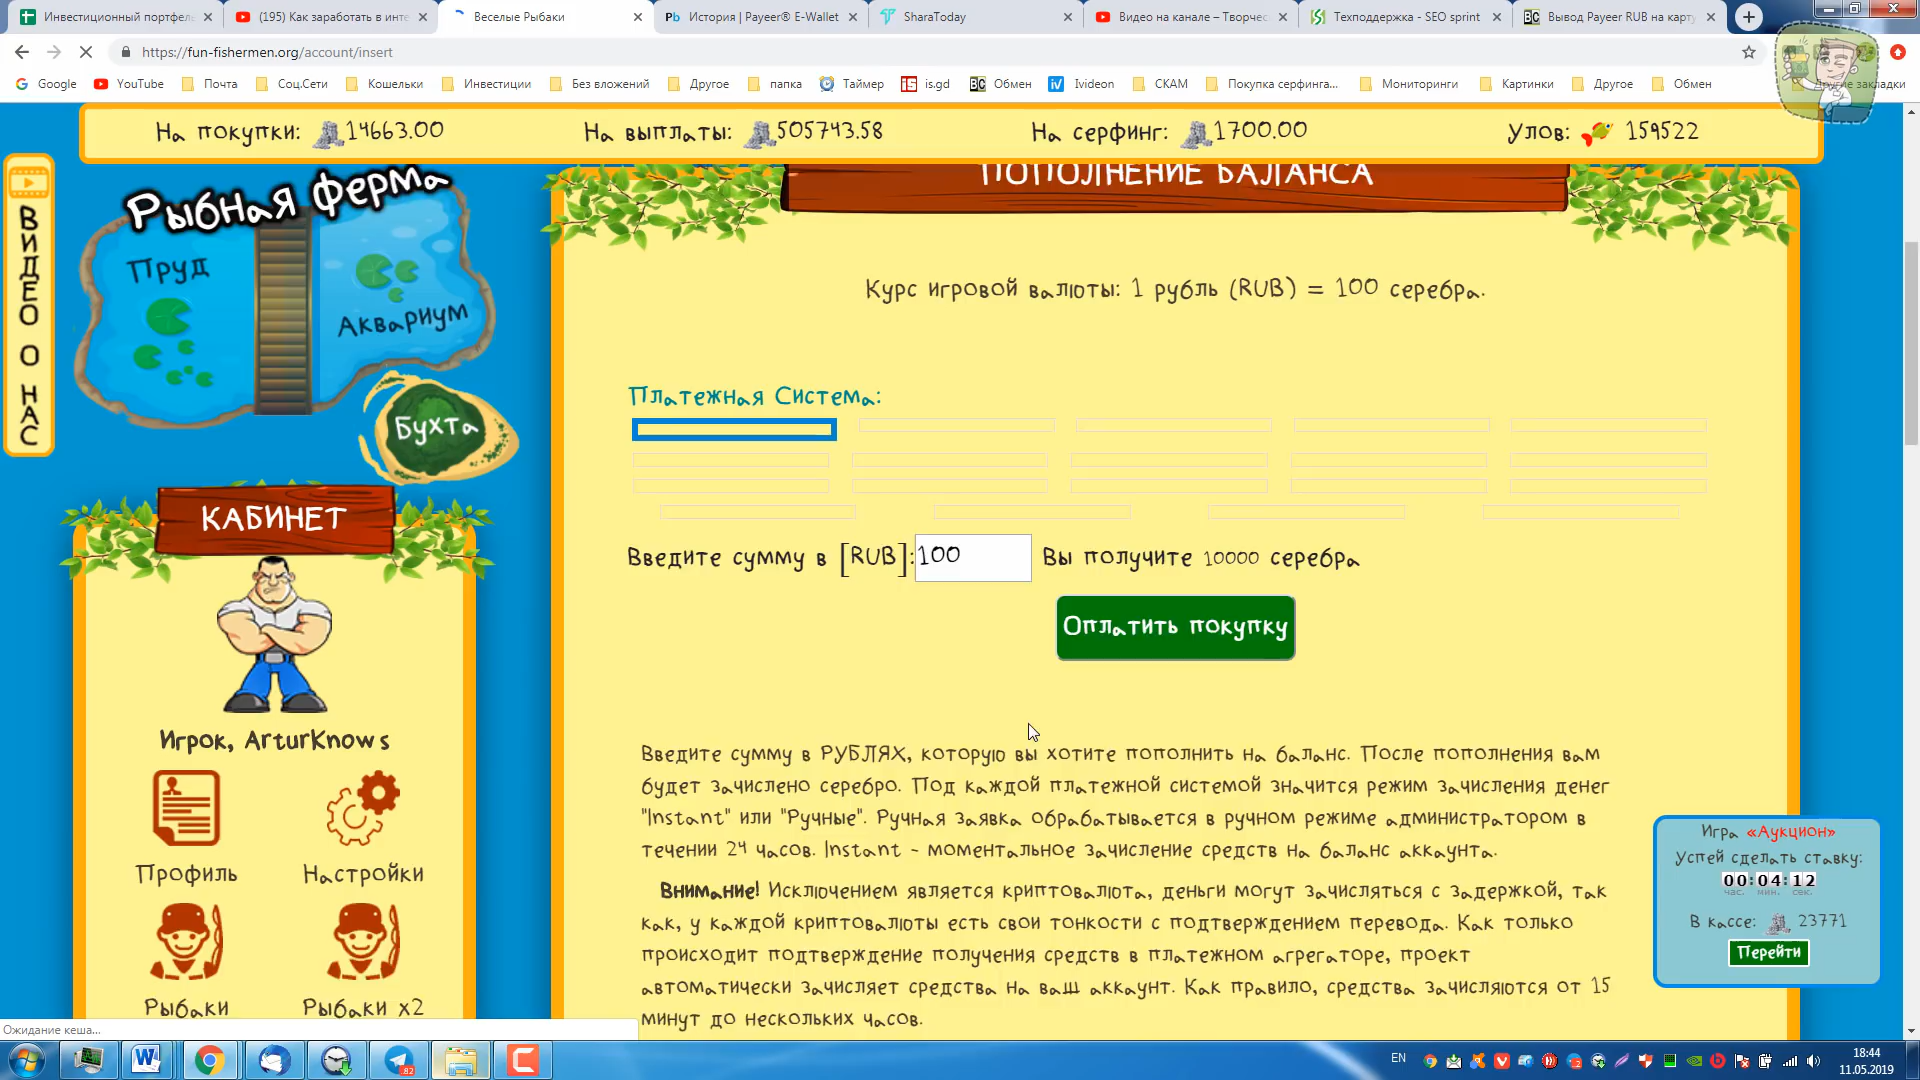 Инвестиционный портфель
(195) Как заработать в инте
Веселые Рыбаки
История | Payeer® E-Wallet
SharaToday
Видео на канале – Творчес
Техподдержка - SEO sprint
Вывод Payeer RUB на карту
https://fun-fishermen.org/account/insert
Google
YouTube
Почта
Соц.Сети
Кошельки
Инвестиции
Без вложений
Другое
папка
Таймер
is.gd
Обмен
Ivideon
СКАМ
Покупка серфинга...
Мониторинги
Картинки
Другое
Обмен
Другие закладки
На покупки: 14663.00
На выплаты: 505743.58
На серфинг: 1700.00
Улов: 159522
ВИДЕО О НАС
Рыбная ферма
Пруд
Аквариум
Бухта
КАБИНЕТ
Игрок, ArturKnows
Профиль
Настройки
Рыбаки
Рыбаки x2
ПОПОЛНЕНИЕ БАЛАНСА
Курс игровой валюты: 1 рубль (RUB) = 100 серебра.
Платежная Система:
Введите сумму в [RUB]: 100 Вы получите 10000 серебра
Оплатить покупку
Введите сумму в РУБЛЯХ, которую вы хотите пополнить на баланс. После пополнения вам
будет зачислено серебро. Под каждой платежной системой значится режим зачисления денег
"Instant" или "Ручные". Ручная заявка обрабатывается в ручном режиме администратором в
течении 24 часов. Instant - моментальное зачисление средств на баланс аккаунта.
Внимание! Исключением является криптовалюта, деньги могут зачисляться с задержкой, так
как, у каждой криптовалюты есть свои тонкости с подтверждением перевода. Как только
происходит подтверждение получения средств в платежном агрегаторе, проект
автоматически зачисляет средства на ваш аккаунт. Как правило, средства зачисляются от 15
минут до нескольких часов.
Игра «Аукцион»
Успей сделать ставку:
00:04:12
час. мин. сек.
В кассе: 23771
Перейти
Ожидание кеша...
82
EN
18:44
11.05.2019